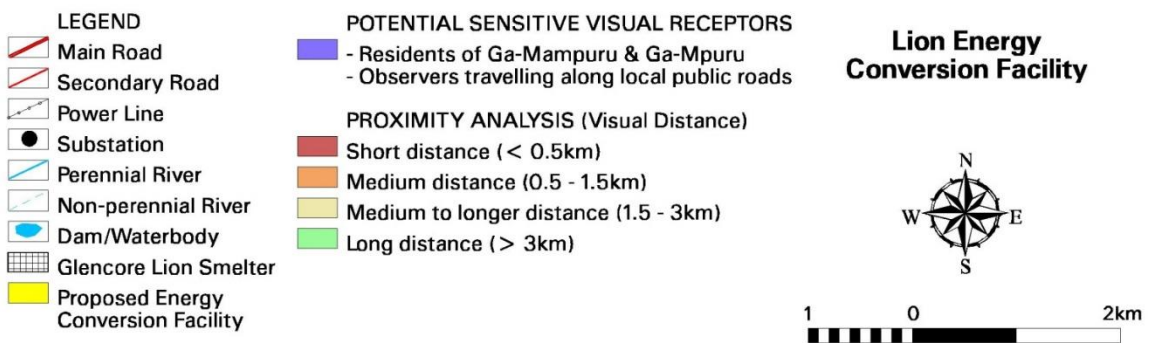 LEGEND
Main Road
Secondary Road
Power Line
Substation
Perennial River
Non-perennial River
Dam/Waterbody
Glencore Lion Smelter
Proposed Energy
Conversion Facility
POTENTIAL SENSITIVE VISUAL RECEPTORS
- Residents of Ga-Mampuru & Ga-Mpuru
- Observers travelling along local public roads
PROXIMITY ANALYSIS (Visual Distance)
Short distance (< 0.5km)
Medium distance (0.5 - 1.5km)
Medium to longer distance (1.5 - 3km)
Long distance (> 3km)
Lion Energy
Conversion Facility
N
W E
S
1 0 2km